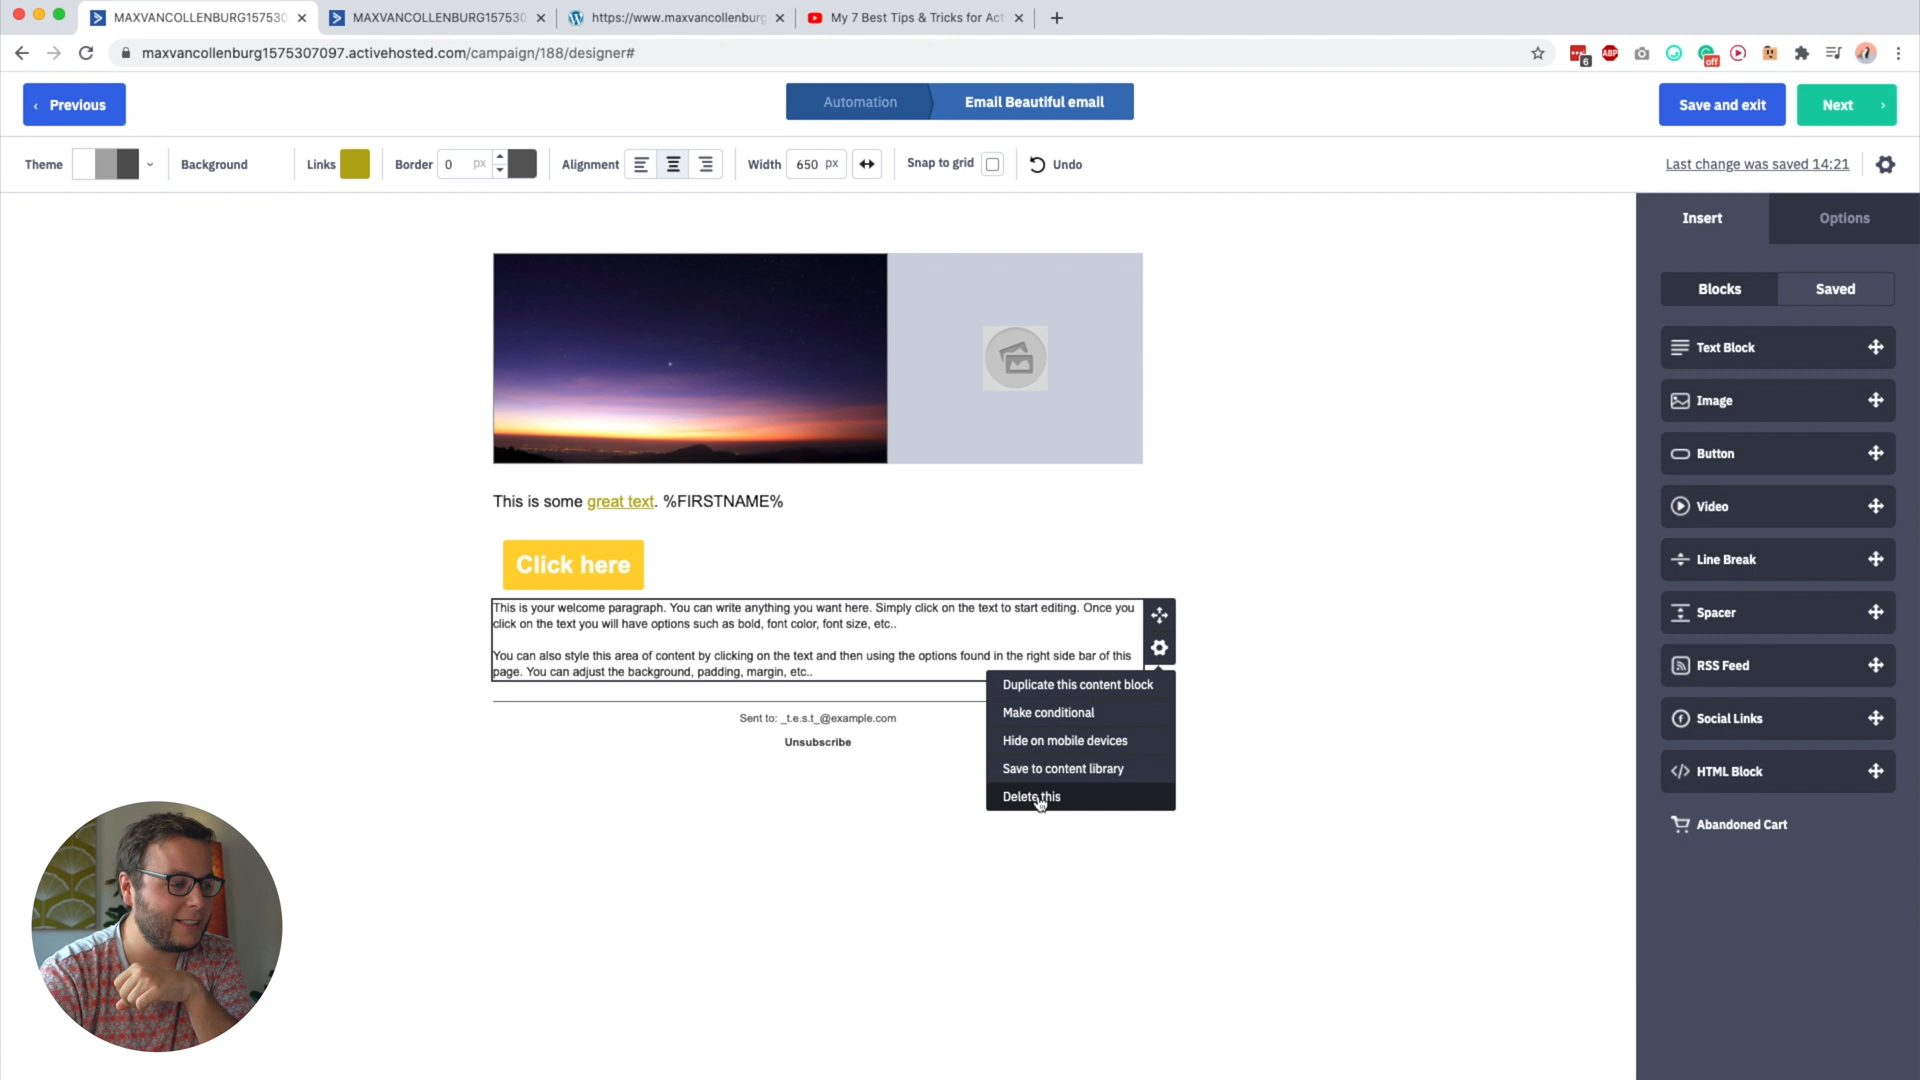 MAXVANCOLLENBURG157530
MAXVANCOLLENBURG157530
https://www.maxvancollenburg
My 7 Best Tips & Tricks for Act
maxvancollenburg1575307097.activehosted.com/campaign/188/designer#
6
ABP
off
Previous
Automation
Email Beautiful email
Save and exit
Next
Theme
Background
Links
Border
0
px
Alignment
Width
650
px
Snap to grid
Undo
Last change was saved 14:21
Insert
Options
Blocks
Saved
Text Block
Image
Button
Video
Line Break
Spacer
RSS Feed
Social Links
HTML Block
Abandoned Cart
This is some great text. %FIRSTNAME%
Click here
This is your welcome paragraph. You can write anything you want here. Simply click on the text to start editing. Once you
click on the text you will have options such as bold, font color, font size, etc..
You can also style this area of content by clicking on the text and then using the options found in the right side bar of this
page. You can adjust the background, padding, margin, etc..
Duplicate this content block
Make conditional
Hide on mobile devices
Save to content library
Delete this
Sent to: _t.e.s.t_@example.com
Unsubscribe